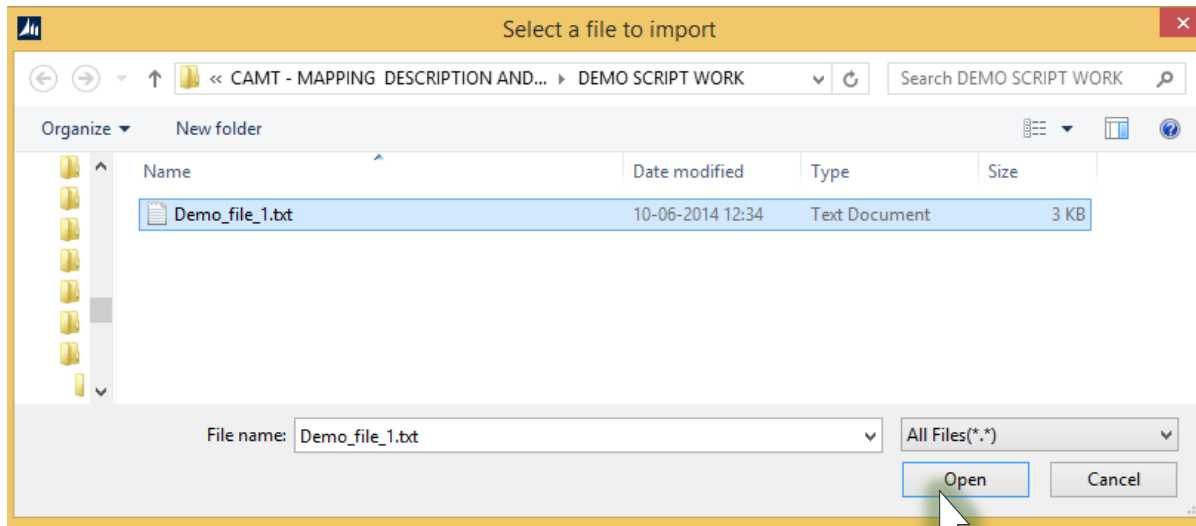 Select a file to import
« CAMT - MAPPING DESCRIPTION AND... DEMO SCRIPT WORK Search DEMO SCRIPT WORK
Organize New folder
Name Date modified Type Size
Demo_file_1.txt 10-06-2014 12:34 Text Document 3 KB
File name: Demo_file_1.txt All Files(*.*)
Open Cancel